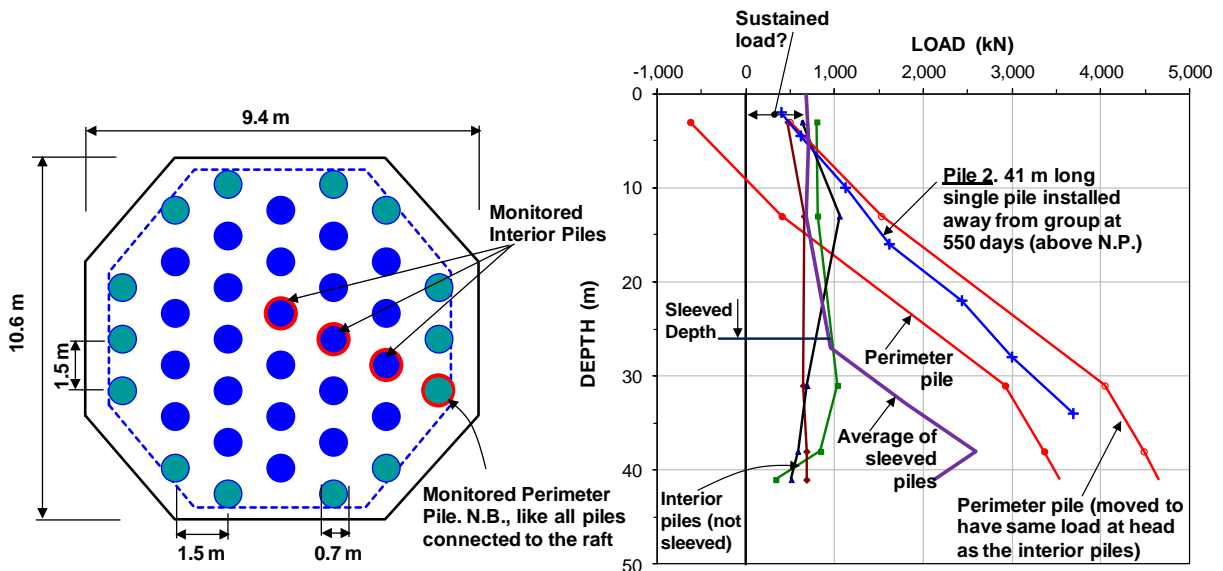 9.4 m
10.6 m
1.5 m
1.5 m
0.7 m
Monitored
Interior Piles
Monitored Perimeter
Pile. N.B., like all piles
connected to the raft
Sustained
load?
LOAD (kN)
-1,000 0 1,000 2,000 3,000 4,000 5,000
0
10
20
30
40
50
DEPTH (m)
Pile 2. 41 m long
single pile installed
away from group at
550 days (above N.P.)
Sleeved
Depth
Perimeter
pile
Average of
sleeved
piles
Interior
piles (not
sleeved)
Perimeter pile (moved to
have same load at head
as the interior piles)